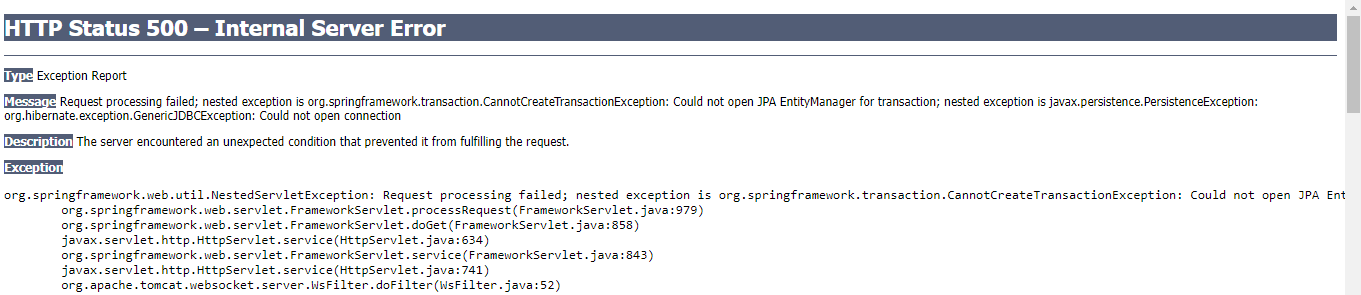 HTTP Status 500 – Internal Server Error
Type Exception Report
Message Request processing failed; nested exception is org.springframework.transaction.CannotCreateTransactionException: Could not open JPA EntityManager for transaction; nested exception is javax.persistence.PersistenceException:
org.hibernate.exception.GenericJDBCException: Could not open connection
Description The server encountered an unexpected condition that prevented it from fulfilling the request.
Exception
org.springframework.web.util.NestedServletException: Request processing failed; nested exception is org.springframework.transaction.CannotCreateTransactionException: Could not open JPA Ent
org.springframework.web.servlet.FrameworkServlet.processRequest(FrameworkServlet.java:979)
org.springframework.web.servlet.FrameworkServlet.doGet(FrameworkServlet.java:858)
javax.servlet.http.HttpServlet.service(HttpServlet.java:634)
org.springframework.web.servlet.FrameworkServlet.service(FrameworkServlet.java:843)
javax.servlet.http.HttpServlet.service(HttpServlet.java:741)
org.apache.tomcat.websocket.server.WsFilter.doFilter(WsFilter.java:52)